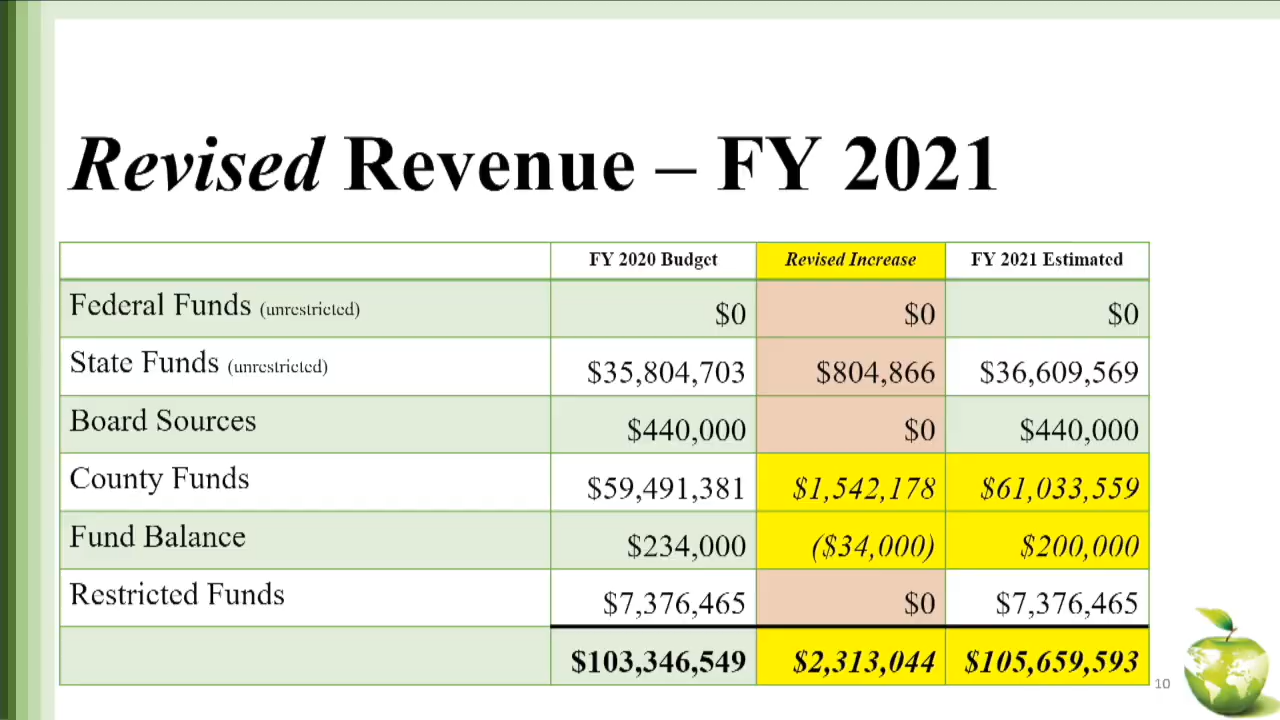 Revised Revenue – FY 2021
FY 2020 Budget Revised Increase FY 2021 Estimated
Federal Funds (unrestricted) $0 $0 $0
State Funds (unrestricted) $35,804,703 $804,866 $36,609,569
Board Sources $440,000 $0 $440,000
County Funds $59,491,381 $1,542,178 $61,033,559
Fund Balance $234,000 ($34,000) $200,000
Restricted Funds $7,376,465 $0 $7,376,465
$103,346,549 $2,313,044 $105,659,593
10